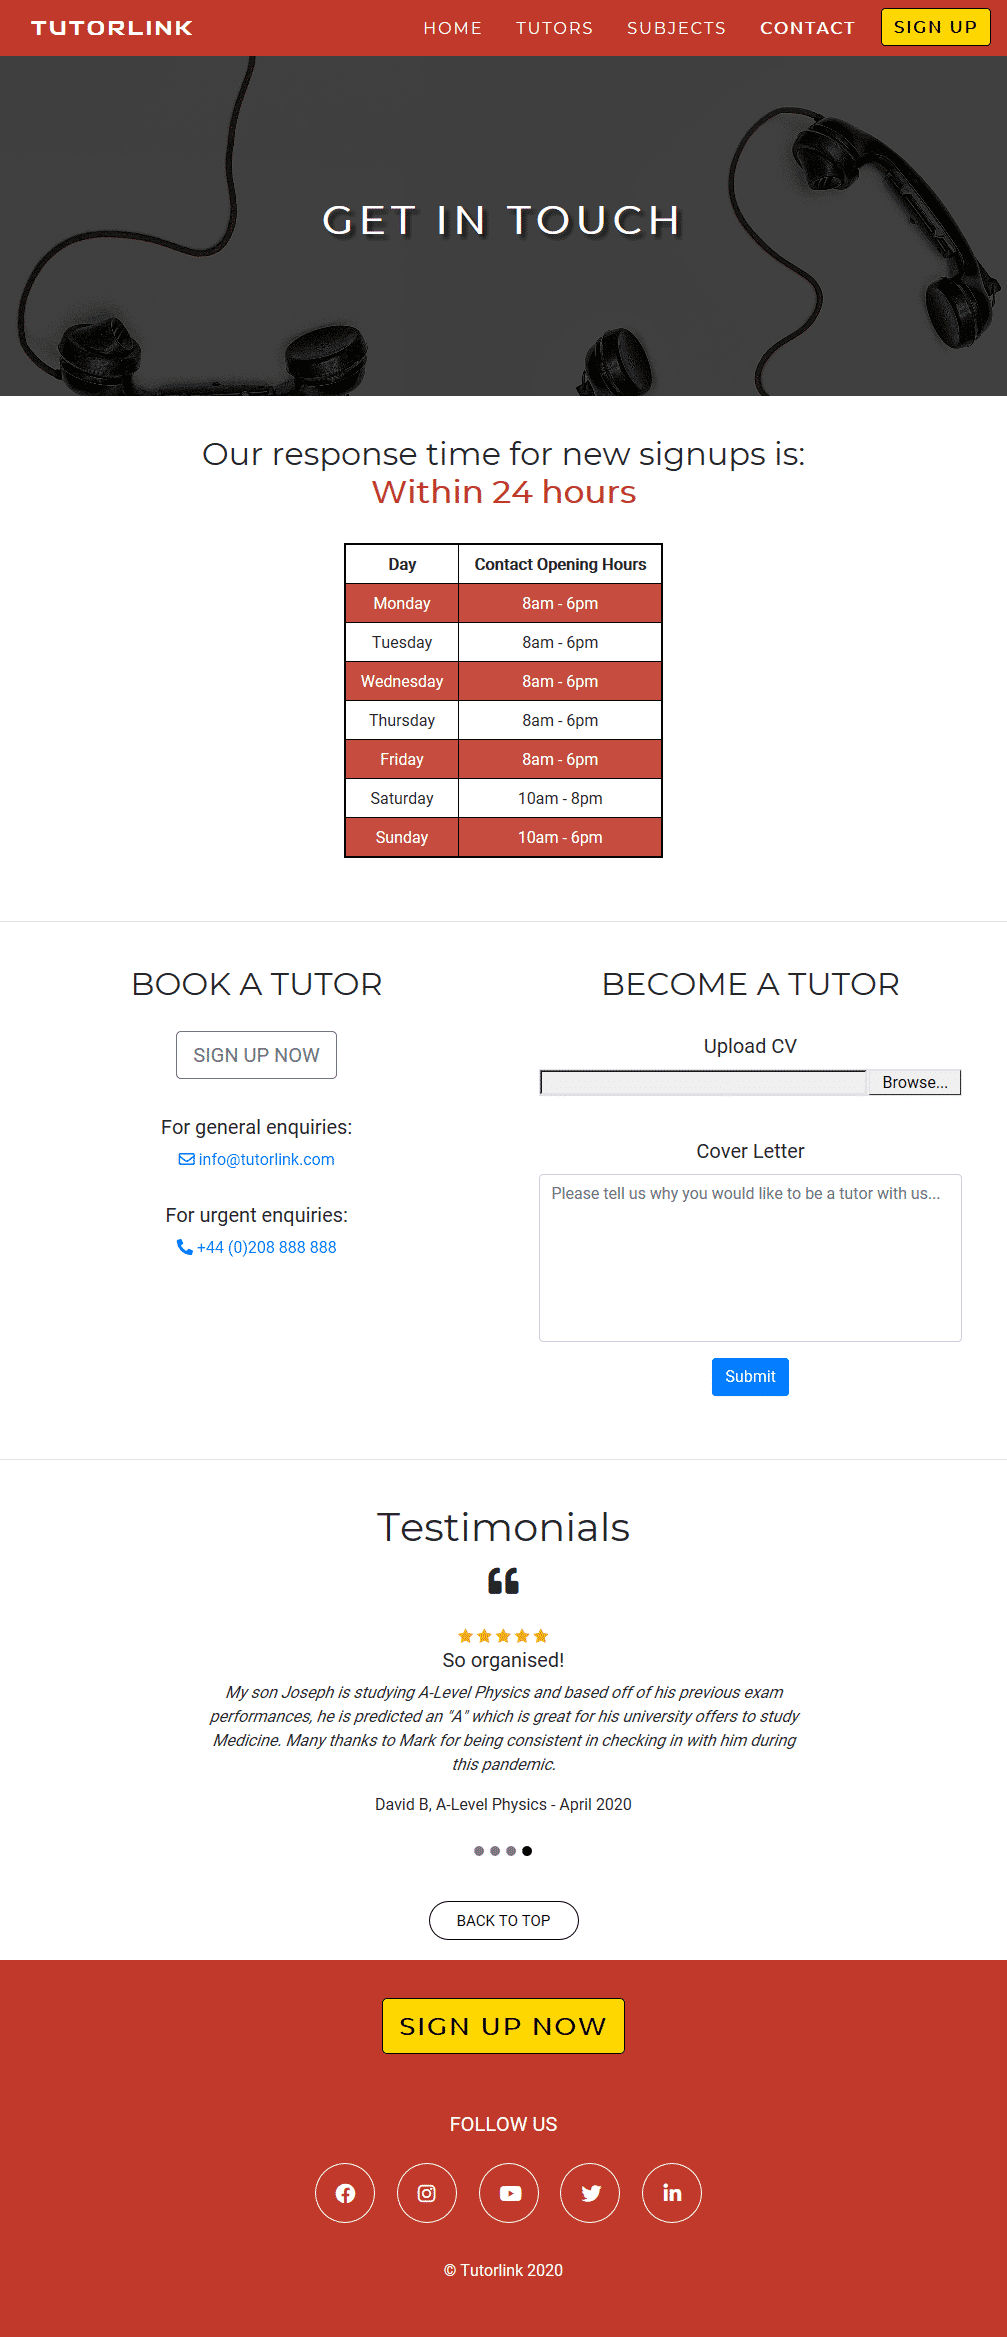 TUTORLINK
HOME TUTORS SUBJECTS CONTACT SIGN UP
GET IN TOUCH
Our response time for new signups is:
Within 24 hours
Day Contact Opening Hours
Monday 8am - 6pm
Tuesday 8am - 6pm
Wednesday 8am - 6pm
Thursday 8am - 6pm
Friday 8am - 6pm
Saturday 10am - 8pm
Sunday 10am - 6pm
BOOK A TUTOR
SIGN UP NOW
For general enquiries:
info@tutorlink.com
For urgent enquiries:
+44 (0)208 888 888
BECOME A TUTOR
Upload CV
Browse...
Cover Letter
Please tell us why you would like to be a tutor with us...
Submit
Testimonials
So organised!
My son Joseph is studying A-Level Physics and based off of his previous exam
performances, he is predicted an "A" which is great for his university offers to study
Medicine. Many thanks to Mark for being consistent in checking in with him during
this pandemic.
David B, A-Level Physics - April 2020
BACK TO TOP
SIGN UP NOW
FOLLOW US
© Tutorlink 2020